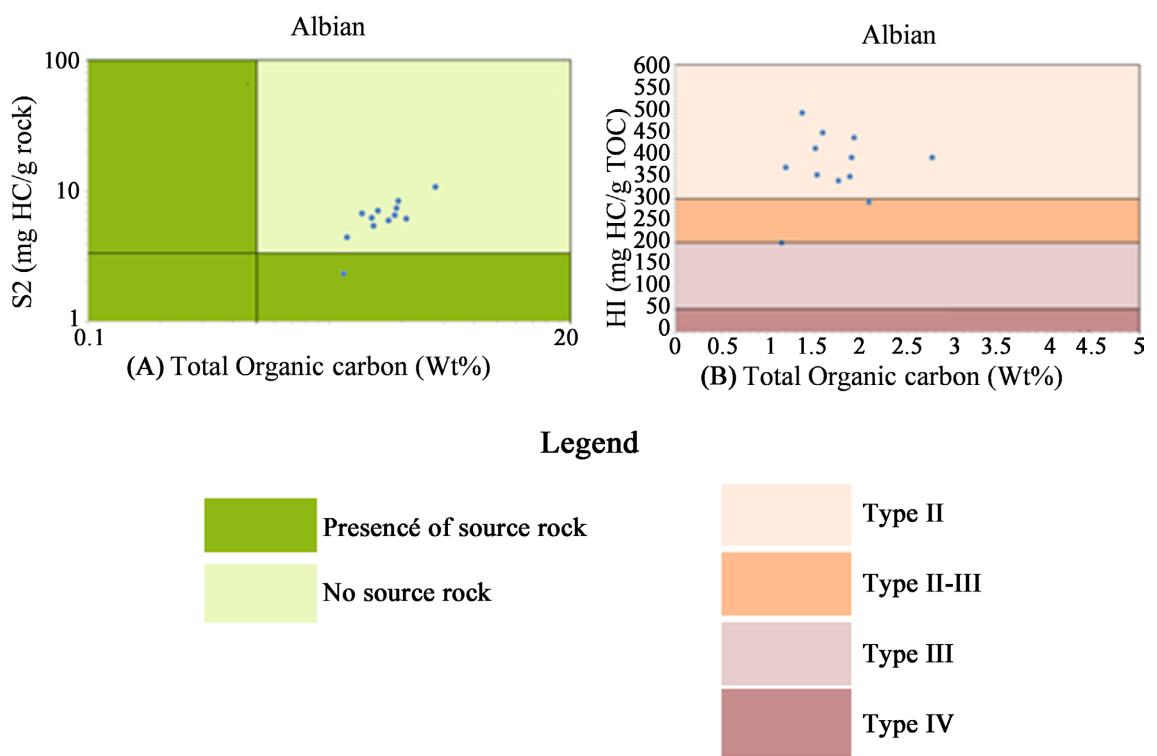 Albian
100
10
1
0.1
20
S2 (mg HC/g rock)
(A) Total Organic carbon (Wt%)
Albian
600
550
500
450
400
350
300
250
200
150
100
50
0
0 0.5 1 1.5 2 2.5 3 3.5 4 4.5 5
HI (mg HC/g TOC)
(B) Total Organic carbon (Wt%)
Legend
Presencé of source rock
No source rock
Type II
Type II-III
Type III
Type IV